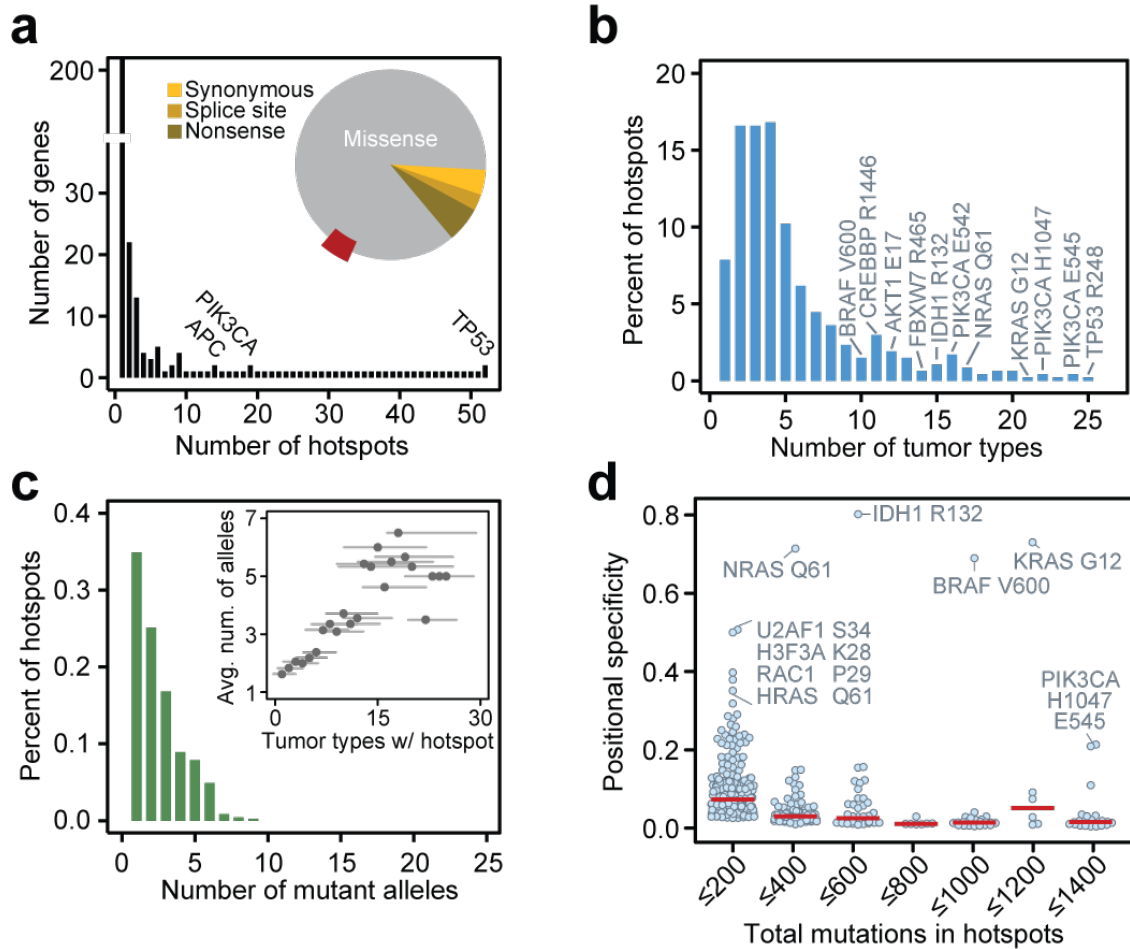 a
Number of genes
200
30
20
10
0
Synonymous
Splice site
Nonsense
Missense
PIK3CA
APC
TP53
0 10 20 30 40 50
Number of hotspots
b
Percent of hotspots
20
15
10
5
0
BRAF V600
CREBBP R1446
AKT1 E17
FBXW7 R465
IDH1 R132
PIK3CA E542
NRAS Q61
KRAS G12
PIK3CA H1047
PIK3CA E545
TP53 R248
0 5 10 15 20 25
Number of tumor types
c
Percent of hotspots
0.4
0.3
0.2
0.1
0.0
Avg. num. of alleles
7
5
3
1
0 15 30
Tumor types w/ hotspot
0 5 10 15 20 25
Number of mutant alleles
d
Positional specificity
0.8
0.6
0.4
0.2
0.0
IDH1 R132
NRAS Q61
KRAS G12
BRAF V600
U2AF1 S34
H3F3A K28
RAC1 P29
HRAS Q61
PIK3CA
H1047
E545
≤200 ≤400 ≤600 ≤800 ≤1000 ≤1200 ≤1400
Total mutations in hotspots